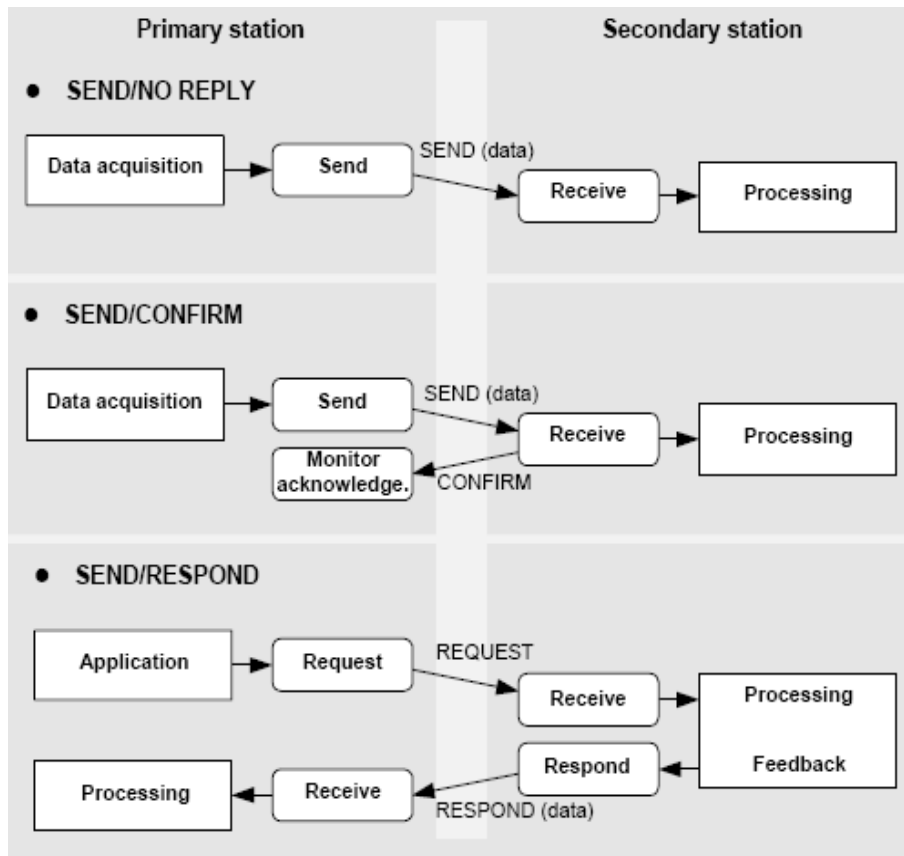 Primary station
Secondary station
● SEND/NO REPLY
Data acquisition
Send
SEND (data)
Receive
Processing
● SEND/CONFIRM
Data acquisition
Send
SEND (data)
Receive
Processing
Monitor
acknowledge.
CONFIRM
● SEND/RESPOND
Application
Request
REQUEST
Receive
Processing
Feedback
Respond
RESPOND (data)
Receive
Processing